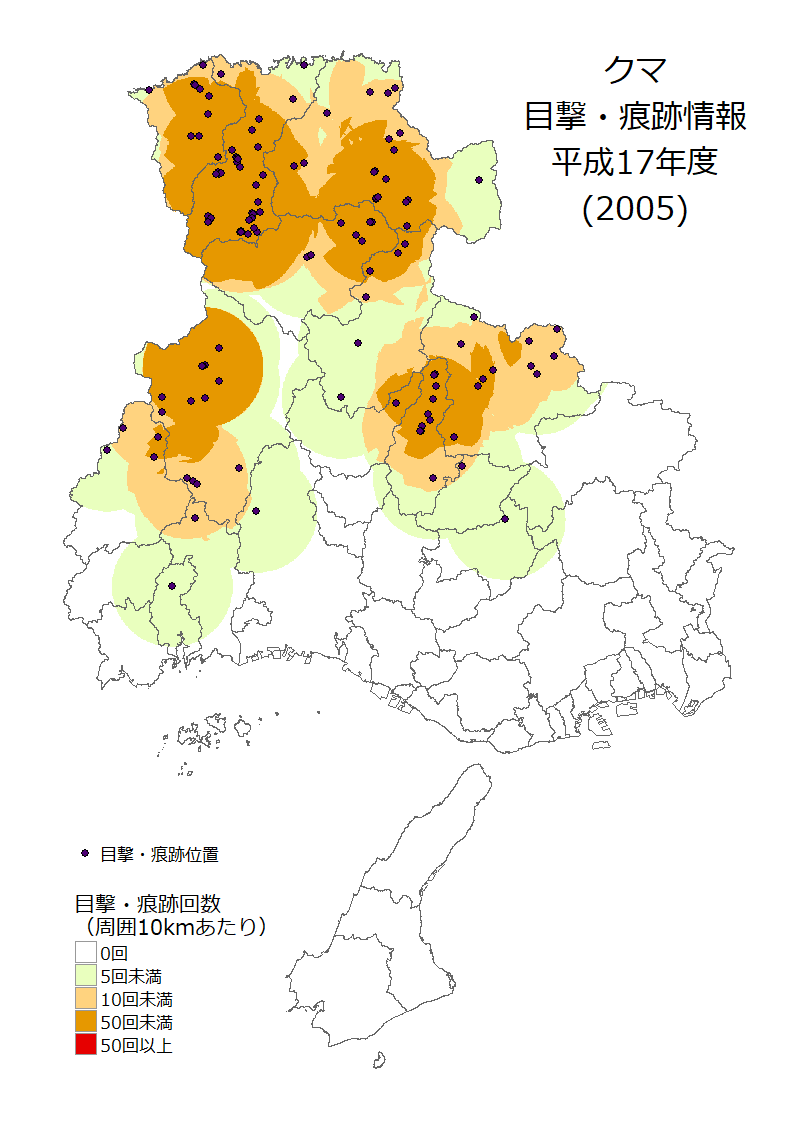 クマ
目撃・痕跡情報
平成17年度
(2005)
目撃・痕跡位置
目撃・痕跡回数
（周囲10kmあたり）
0回
5回未満
10回未満
50回未満
50回以上